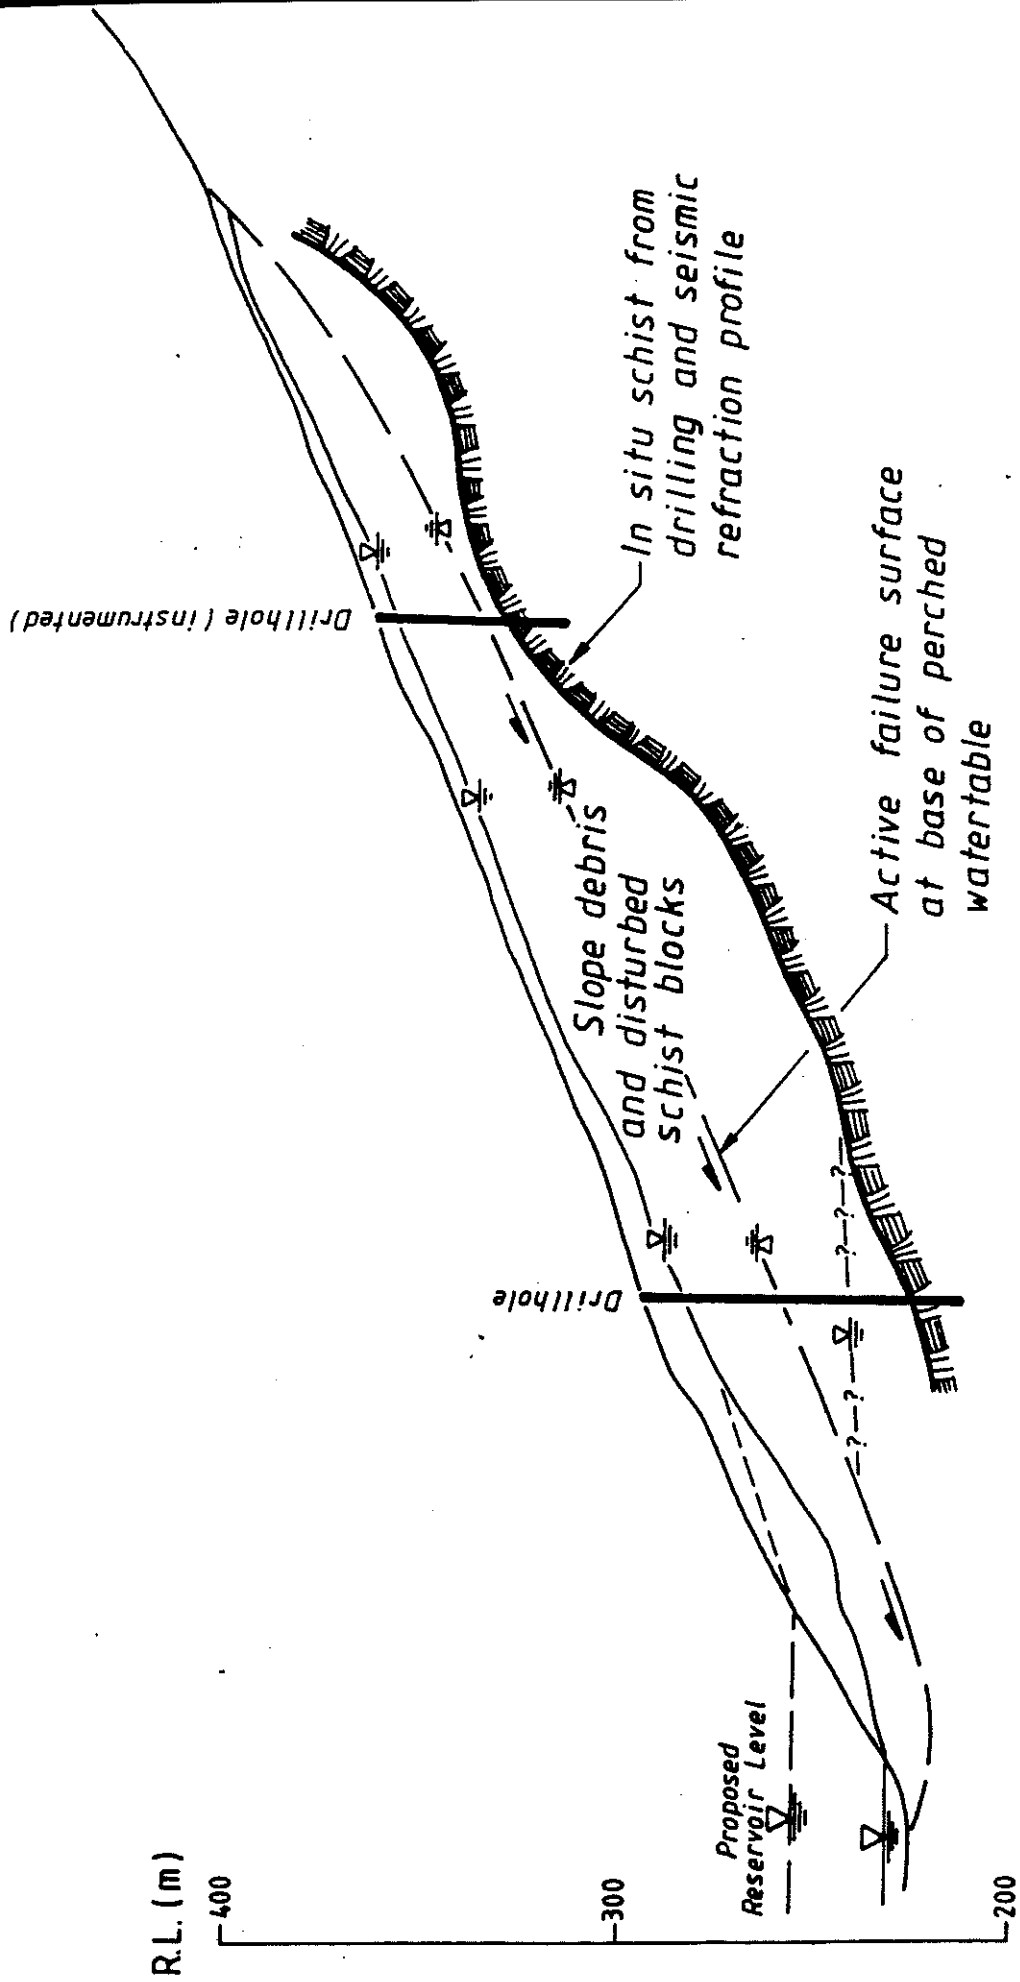 R.L. (m)
400
300
200
Proposed
Reservoir Level
Drillhole
Drillhole (instrumented)
Slope debris
and disturbed
schist blocks
In situ schist from
drilling and seismic
refraction profile
Active failure surface
at base of perched
watertable
—?—?—
—?—?—?—